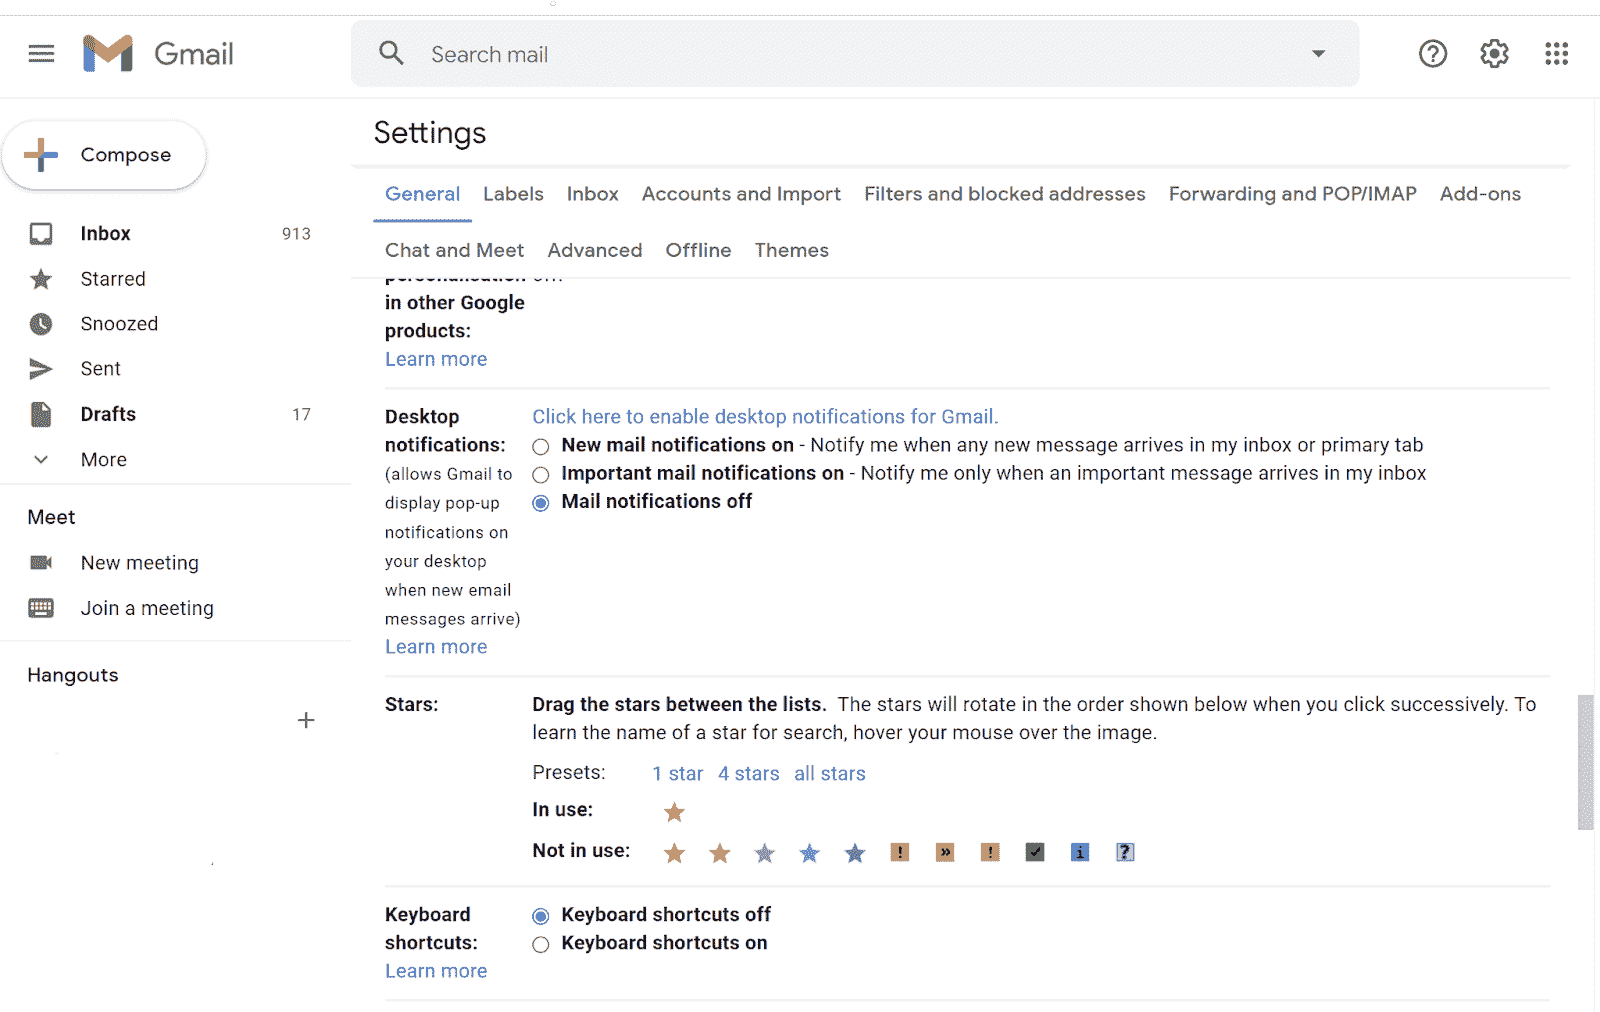 Gmail
Search mail
Compose
Inbox 913
Starred
Snoozed
Sent
Drafts 17
More
Meet
New meeting
Join a meeting
Hangouts
Settings
General Labels Inbox Accounts and Import Filters and blocked addresses Forwarding and POP/IMAP Add-ons
Chat and Meet Advanced Offline Themes
personalisation off.
in other Google
products:
Learn more
Desktop
notifications:
(allows Gmail to
display pop-up
notifications on
your desktop
when new email
messages arrive)
Learn more
Click here to enable desktop notifications for Gmail.
New mail notifications on - Notify me when any new message arrives in my inbox or primary tab
Important mail notifications on - Notify me only when an important message arrives in my inbox
Mail notifications off
Stars:
Drag the stars between the lists. The stars will rotate in the order shown below when you click successively. To
learn the name of a star for search, hover your mouse over the image.
Presets: 1 star 4 stars all stars
In use:
Not in use: ! » ! i ?
Keyboard
shortcuts:
Learn more
Keyboard shortcuts off
Keyboard shortcuts on